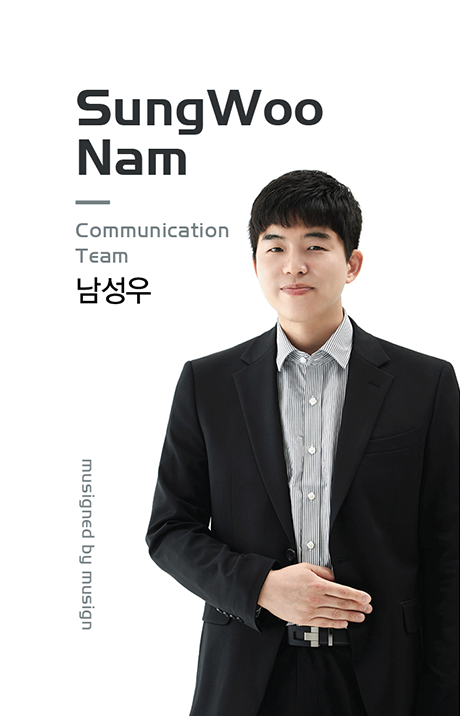 SungWoo
Nam
Communication
Team
남성우
musigned by musign